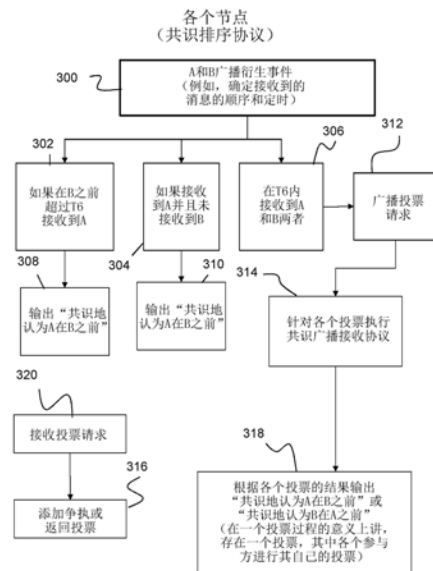 各个节点
（共识排序协议）
300
A和B广播衍生事件
（例如，确定接收到的
消息的顺序和定时）
302
如果在B之前
超过T6
接收到A
304
如果接收
到A并且未
接收到B
306
在T6内
接收到A
和B两者
312
广播投票
请求
308
输出“共识地
认为A在B之前”
310
输出“共识地
认为A在B之前”
314
针对各个投票执行
共识广播接收协议
320
接收投票请求
316
添加争执或
返回投票
318
根据各个投票的结果输出
“共识地认为A在B之前”或
“共识地认为B在A之前”
（在一个投票过程的意义上讲，
存在一个投票，其中各个参与
方进行其自己的投票）